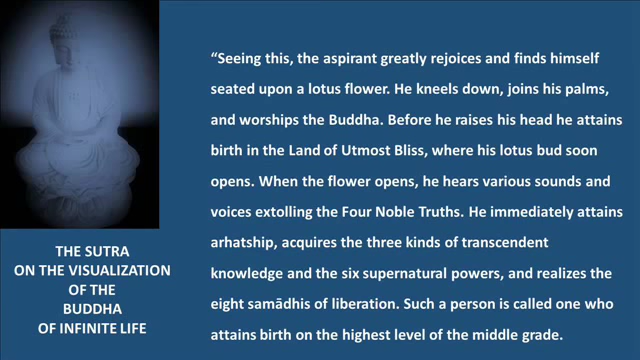 “Seeing this, the aspirant greatly rejoices and finds himself
seated upon a lotus flower. He kneels down, joins his palms,
and worships the Buddha. Before he raises his head he attains
birth in the Land of Utmost Bliss, where his lotus bud soon
opens. When the flower opens, he hears various sounds and
voices extolling the Four Noble Truths. He immediately attains
arhatship, acquires the three kinds of transcendent
knowledge and the six supernatural powers, and realizes the
eight samādhis of liberation. Such a person is called one who
attains birth on the highest level of the middle grade.
THE SUTRA
ON THE VISUALIZATION
OF THE
BUDDHA
OF INFINITE LIFE